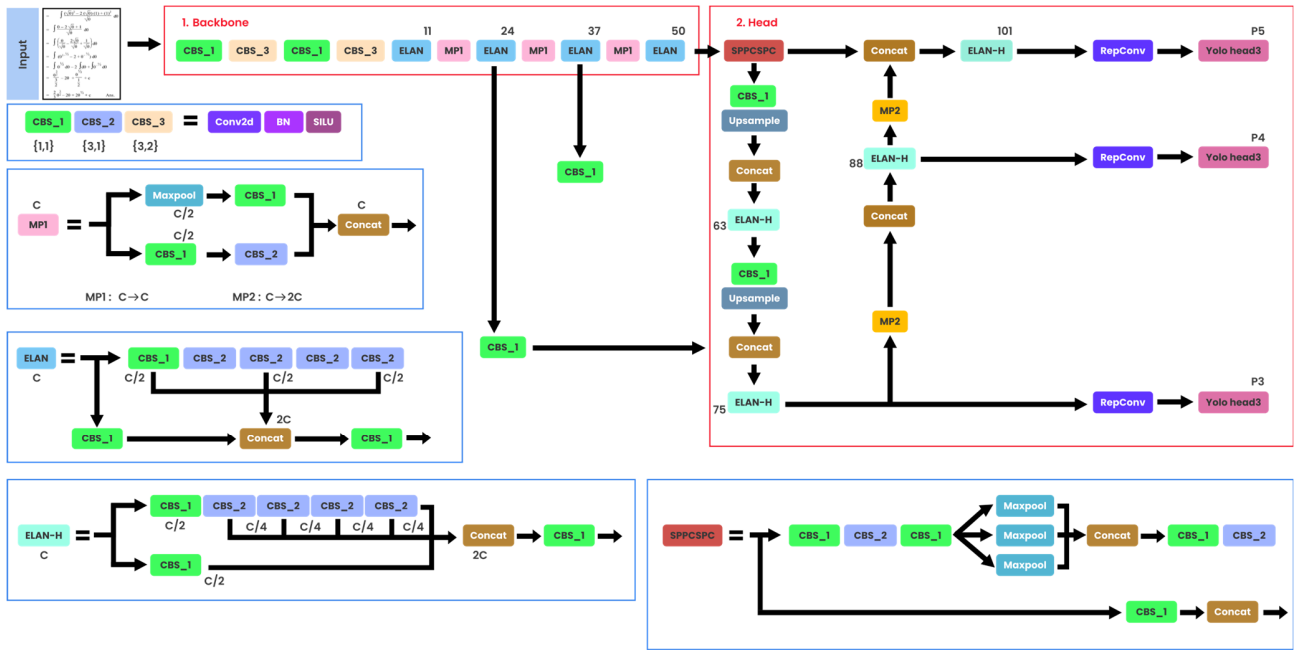 Input
1. Backbone
11 24 37 50
CBS_1 CBS_3 CBS_1 CBS_3 ELAN MP1 ELAN MP1 ELAN MP1 ELAN
CBS_1
CBS_1
2. Head
101 P5
SPPCSPC Concat ELAN-H RepConv Yolo head3
CBS_1
Upsample MP2
P4
Concat 88 ELAN-H RepConv Yolo head3
63 ELAN-H Concat
CBS_1
Upsample
MP2
Concat
P3
75 ELAN-H RepConv Yolo head3
CBS_1 CBS_2 CBS_3 = Conv2d BN SILU
{1,1} {3,1} {3,2}
C
MP1 =
Maxpool CBS_1
C/2
C/2
CBS_1 CBS_2
C
Concat
MP1 : C→C MP2 : C→2C
ELAN = CBS_1 CBS_2 CBS_2 CBS_2 CBS_2
C C/2 C/2 C/2
2C
CBS_1 Concat CBS_1
CBS_1 CBS_2 CBS_2 CBS_2 CBS_2
C/2 C/4 C/4 C/4 C/4
ELAN-H = Concat CBS_1
C 2C
CBS_1
C/2
SPPCSPC = CBS_1 CBS_2 CBS_1
Maxpool
Maxpool
Maxpool
Concat CBS_1 CBS_2
CBS_1 Concat